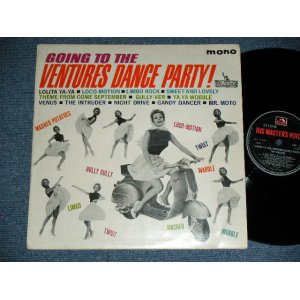 mono
GOING TO THE
VENTURES DANCE PARTY!
LOLITA YA-YA ■ LOCO-MOTION ■ LIMBO ROCK ■ SWEET AND LOVELY
THEME FROM COME SEPTEMBER ■ GULLY-VER ■ YA YA WOBBLE
VENUS ■ THE INTRUDER ■ NIGHT DRIVE ■ CANDY DANCER ■ MR. MOTO
LIBERTY
MASHED POTATOES
LOCO-MOTION
TWIST
HULLY GULLY
WOBBLE
LIMBO
TWIST
MASHED
WOBBLE
HIS MASTER'S VOICE